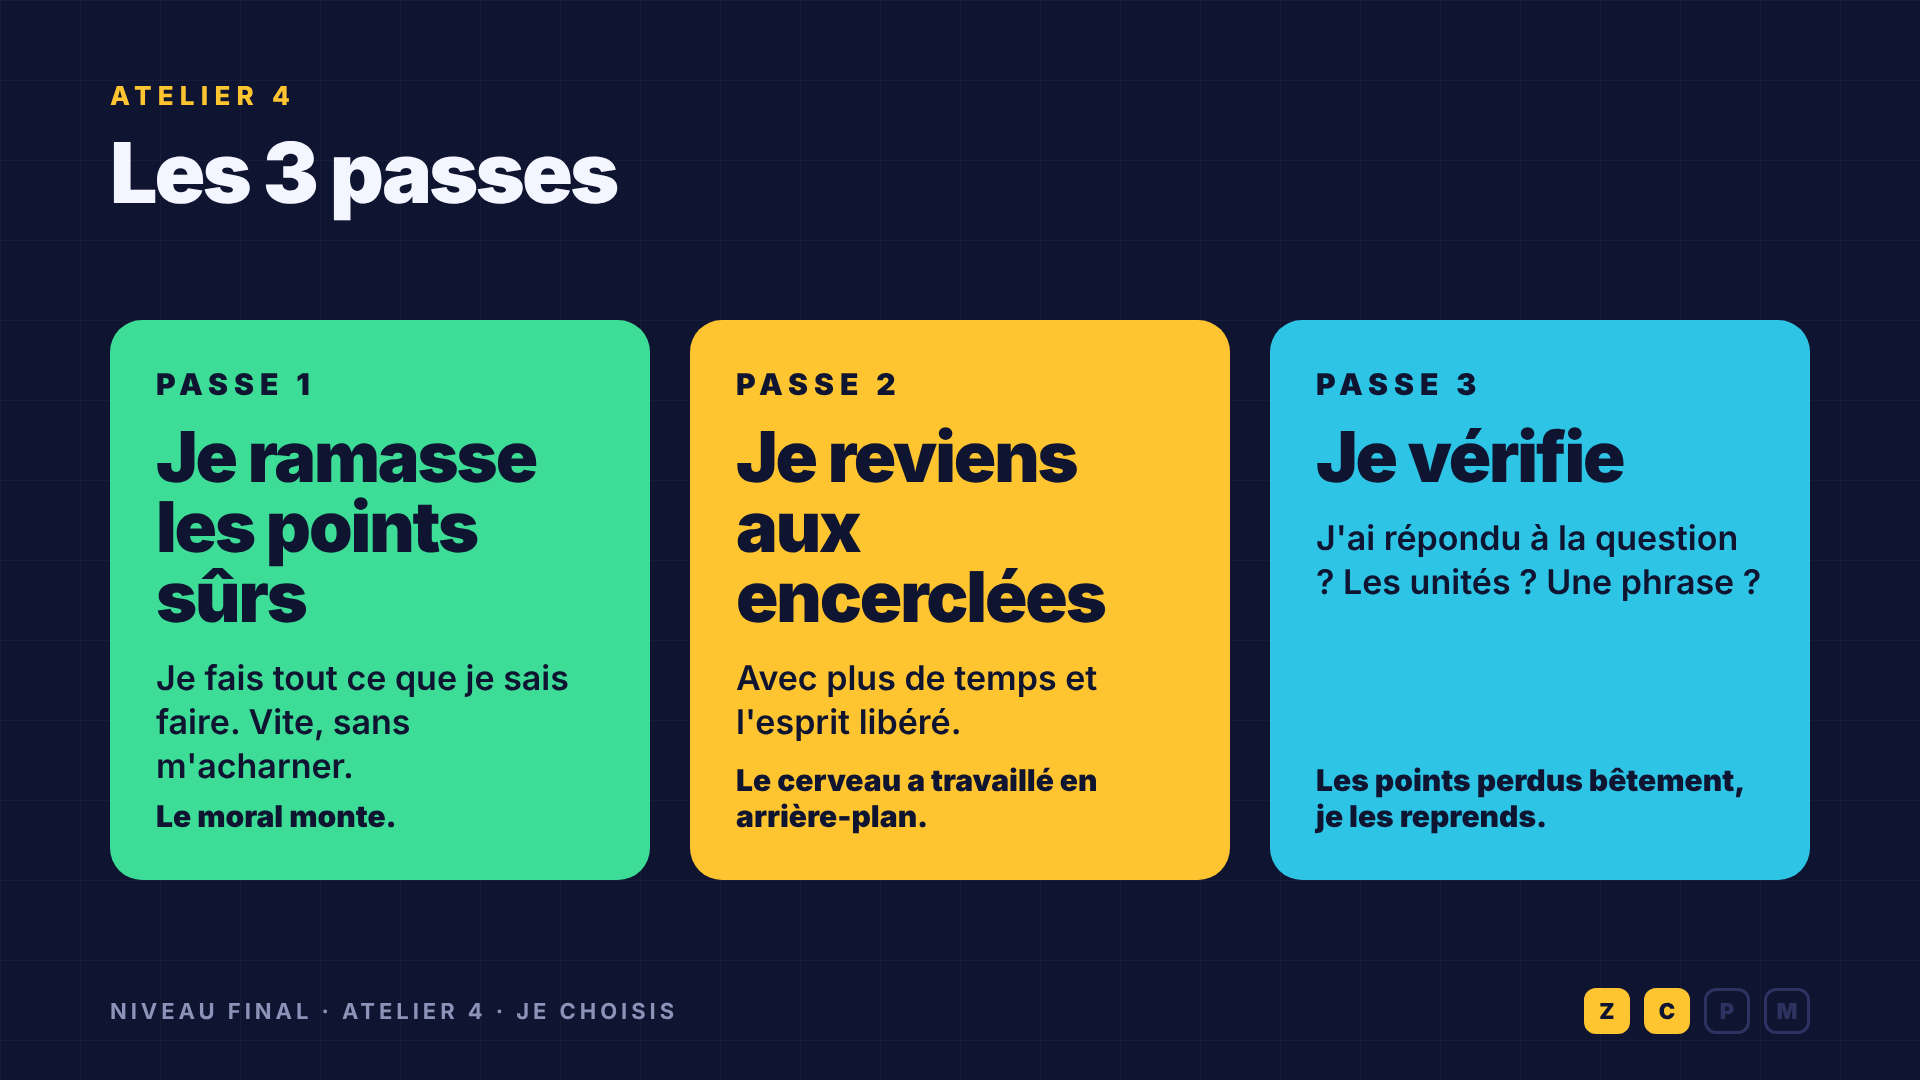 ATELIER 4
Les 3 passes
PASSE 1
Je ramasse
les points
sûrs
Je fais tout ce que je sais
faire. Vite, sans
m'acharner.
Le moral monte.
PASSE 2
Je reviens
aux
encerclées
Avec plus de temps et
l'esprit libéré.
Le cerveau a travaillé en
arrière-plan.
PASSE 3
Je vérifie
J'ai répondu à la question
? Les unités ? Une phrase ?
Les points perdus bêtement,
je les reprends.
NIVEAU FINAL · ATELIER 4 · JE CHOISIS
Z C P M